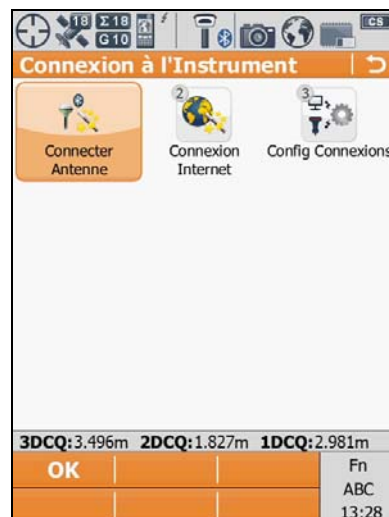 18 Σ18 G10 CS
Connexion à l'Instrument
2 3
Connecter Antenne
Connexion Internet
Config Connexions
3DCQ:3.496m 2DCQ:1.827m 1DCQ:2.981m
OK Fn
ABC
13:28